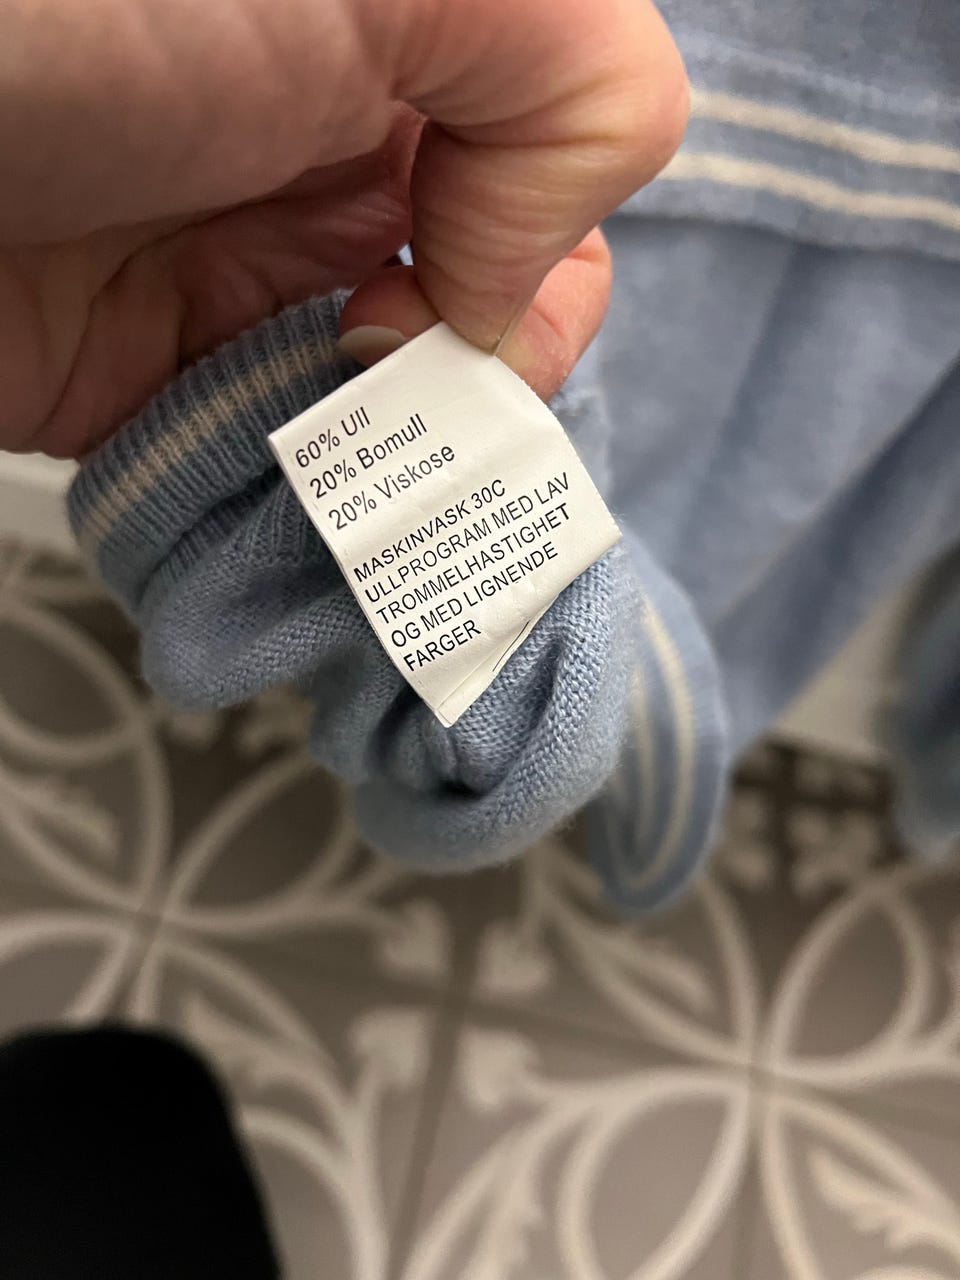 60% Ull
20% Bomull
20% Viskose
MASKINVASK 30C
ULLPROGRAM MED LAV
TROMMELHASTIGHET
OG MED LIGNENDE
FARGER